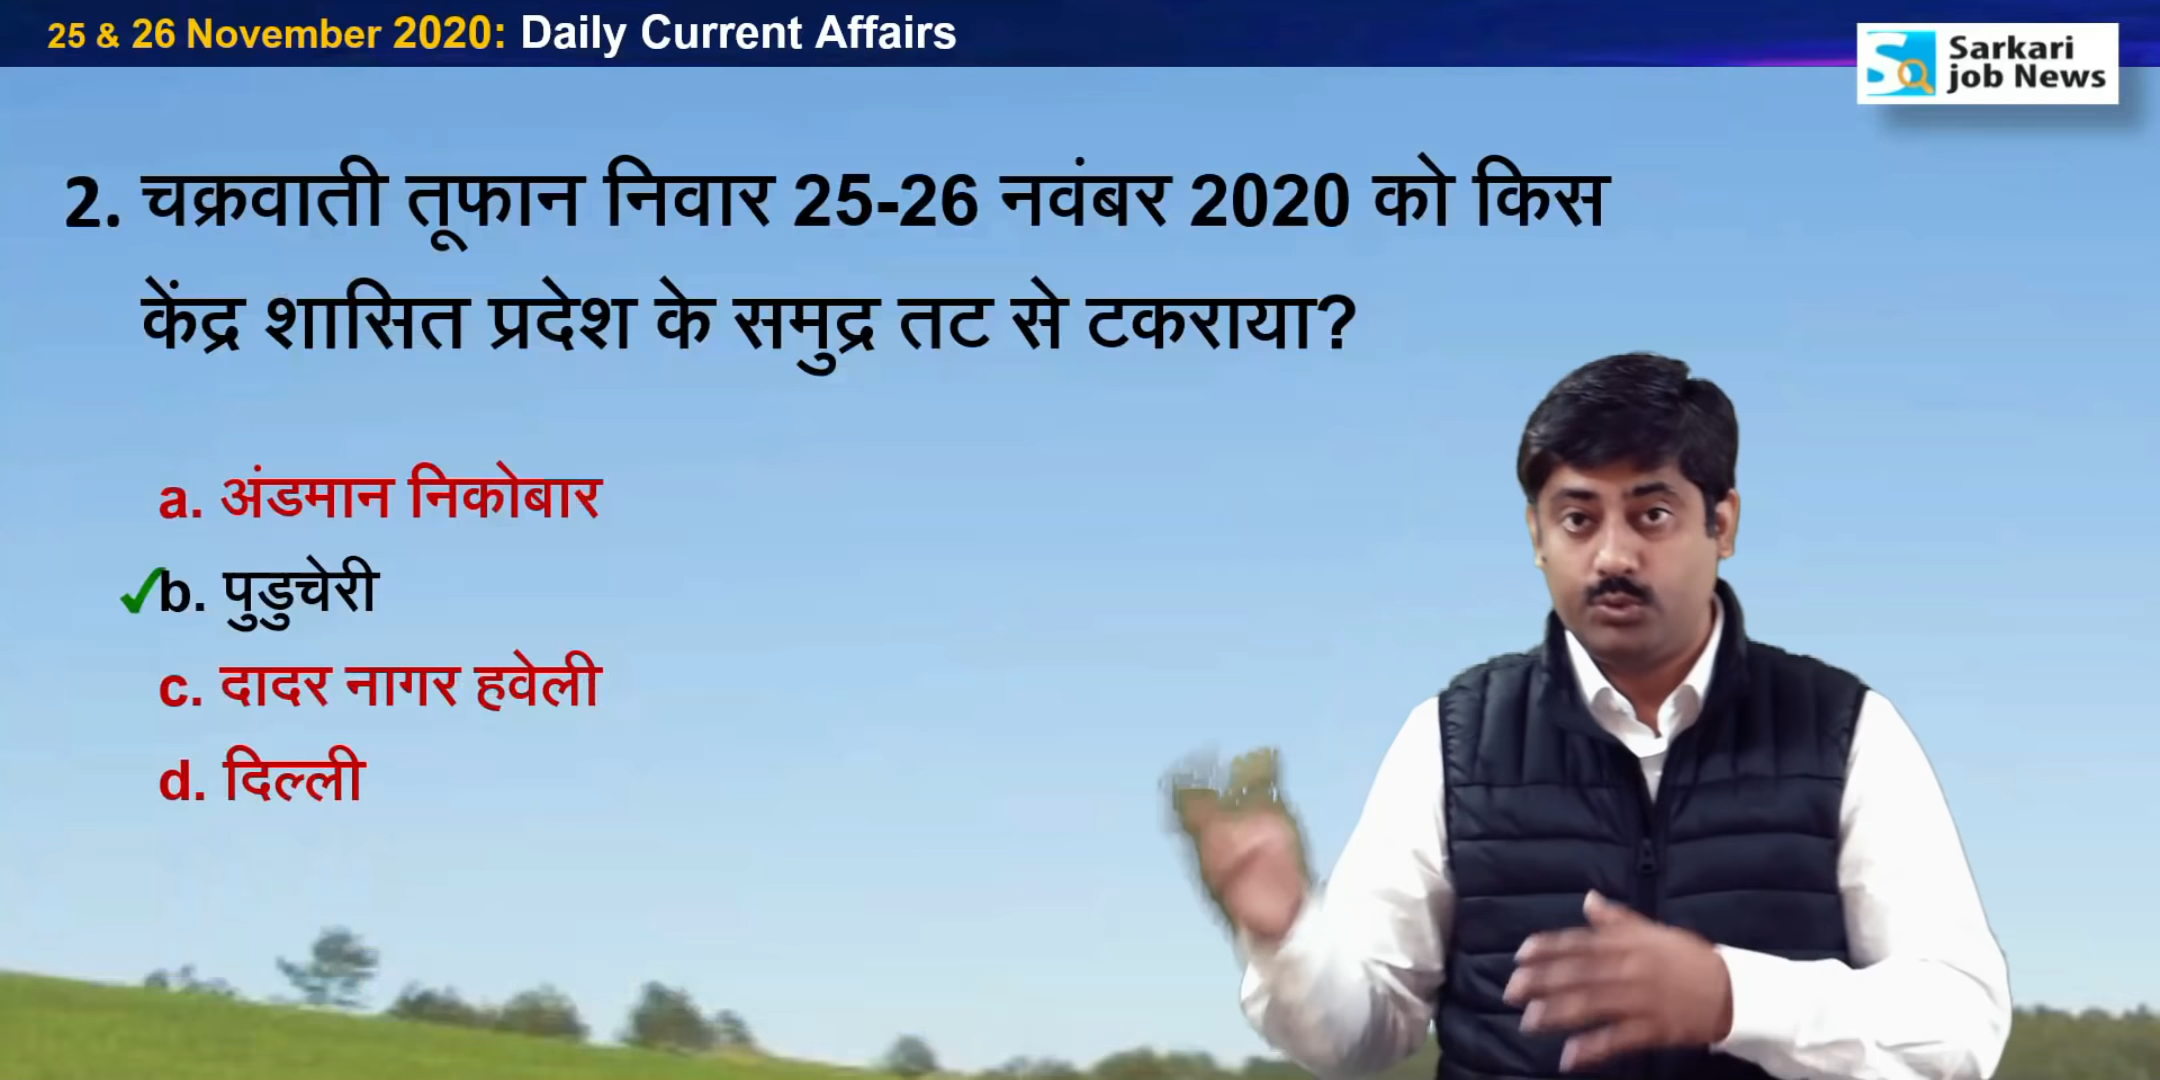 25 & 26 November 2020: Daily Current Affairs
Sarkari
job News
2. चक्रवाती तूफान निवार 25-26 नवंबर 2020 को किस
केंद्र शासित प्रदेश के समुद्र तट से टकराया?
a. अंडमान निकोबार
b. पुडुचेरी
c. दादर नागर हवेली
d. दिल्ली